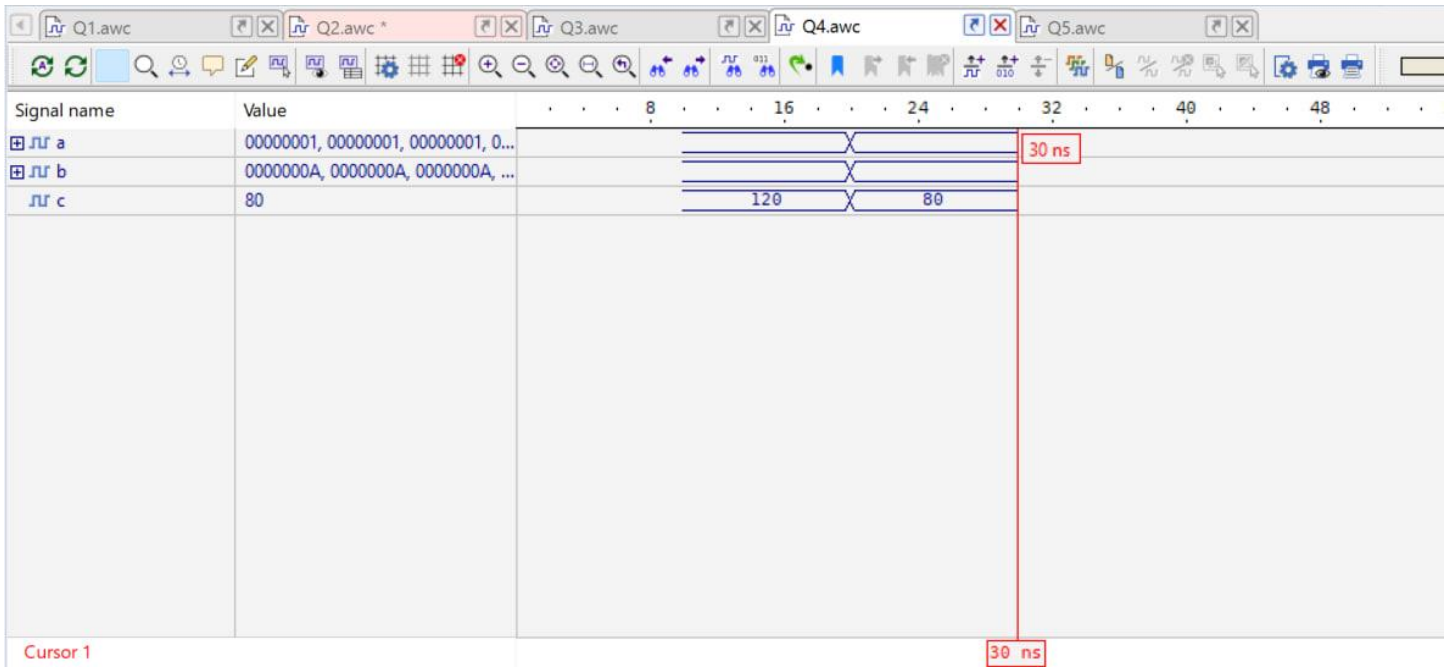 Q1.awc Q2.awc * Q3.awc Q4.awc Q5.awc
Signal name Value 8 16 24 32 40 48
a 00000001, 00000001, 00000001, 0...
30 ns
b 0000000A, 0000000A, 0000000A, ...
c 80 120 80
Cursor 1 30 ns